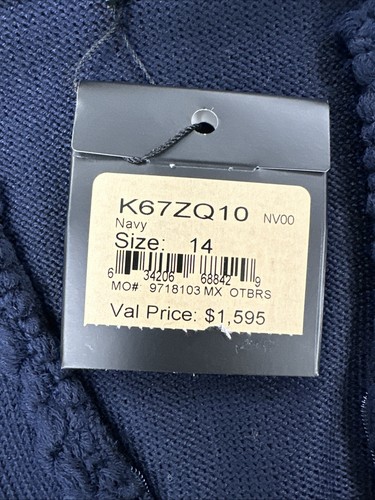 K67ZQ10 NV00
Navy
Size: 14
6 34206 68842 9
MO# 9718103 MX OTBRS
Val Price: $1,595